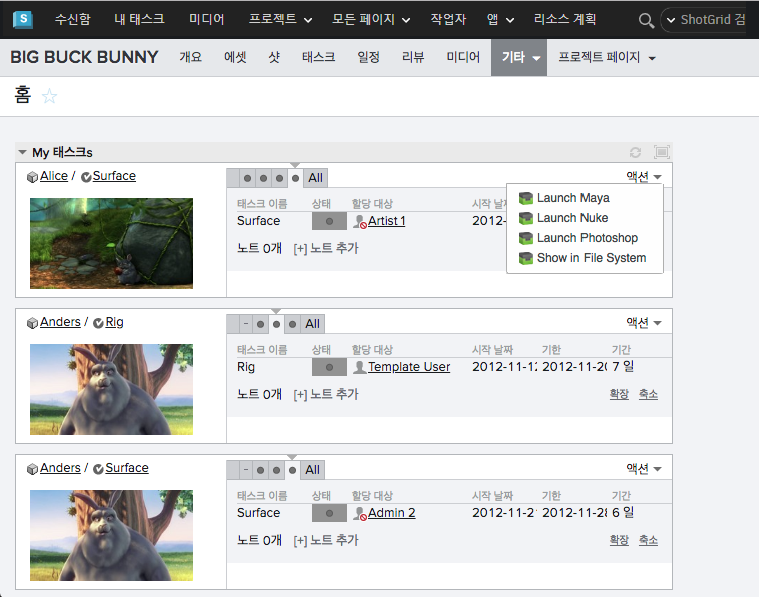 S 수신함 내 태스크 미디어 프로젝트 모든 페이지 작업자 앱 리소스 계획 ShotGrid 검
BIG BUCK BUNNY 개요 에셋 샷 태스크 일정 리뷰 미디어 기타 프로젝트 페이지
홈
My 태스크s
Alice / Surface All 액션
태스크 이름 상태 할당 대상 시작 날짜
Surface Artist 1 2012-
노트 0개 [+] 노트 추가
Launch Maya
Launch Nuke
Launch Photoshop
Show in File System
Anders / Rig - All 액션
태스크 이름 상태 할당 대상 시작 날짜 기한 기간
Rig Template User 2012-11-12 2012-11-20 7 일
노트 0개 [+] 노트 추가 확장 축소
Anders / Surface - All 액션
태스크 이름 상태 할당 대상 시작 날짜 기한 기간
Surface Admin 2 2012-11-2 2012-11-28 6 일
노트 0개 [+] 노트 추가 확장 축소